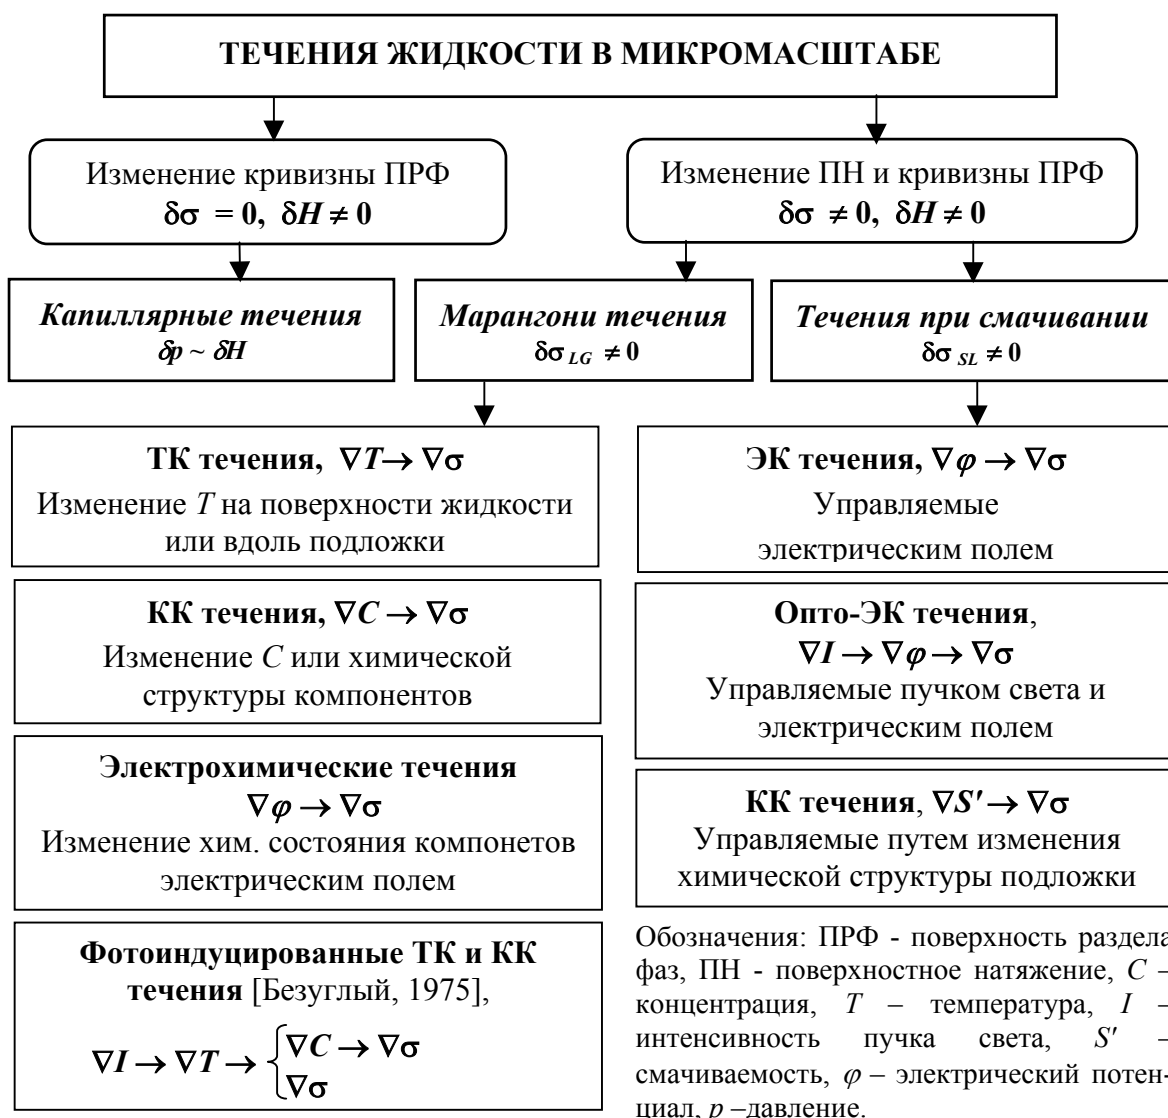 ТЕЧЕНИЯ ЖИДКОСТИ В МИКРОМАСШТАБЕ
Изменение кривизны ПРФ
δσ = 0, δH ≠ 0
Изменение ПН и кривизны ПРФ
δσ ≠ 0, δH ≠ 0
Капиллярные течения
δp ~ δH
Марангони течения
δσ LG ≠ 0
Течения при смачивании
δσ SL ≠ 0
ТК течения, ∇T→ ∇σ
Изменение T на поверхности жидкости
или вдоль подложки
КК течения, ∇C → ∇σ
Изменение C или химической
структуры компонентов
Электрохимические течения
∇φ → ∇σ
Изменение хим. состояния компонетов
электрическим полем
Фотоиндуцированные ТК и КК
течения [Безуглый, 1975],
∇I → ∇T → { ∇C → ∇σ
∇σ
ЭК течения, ∇φ → ∇σ
Управляемые
электрическим полем
Опто-ЭК течения,
∇I → ∇φ → ∇σ
Управляемые пучком света и
электрическим полем
КК течения, ∇S′ → ∇σ
Управляемые путем изменения
химической структуры подложки
Обозначения: ПРФ - поверхность раздела
фаз, ПН - поверхностное натяжение, C –
концентрация, T – температура, I –
интенсивность пучка света, S′ –
смачиваемость, φ – электрический потен-
циал, p –давление.